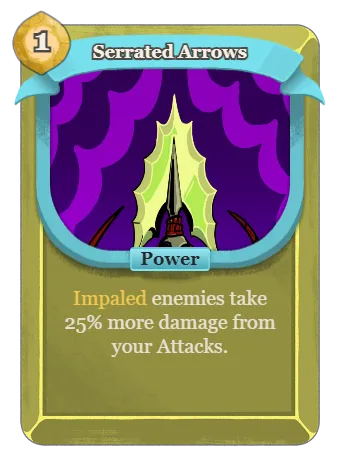 1
Serrated Arrows
Power
Impaled enemies take
25% more damage from
your Attacks.